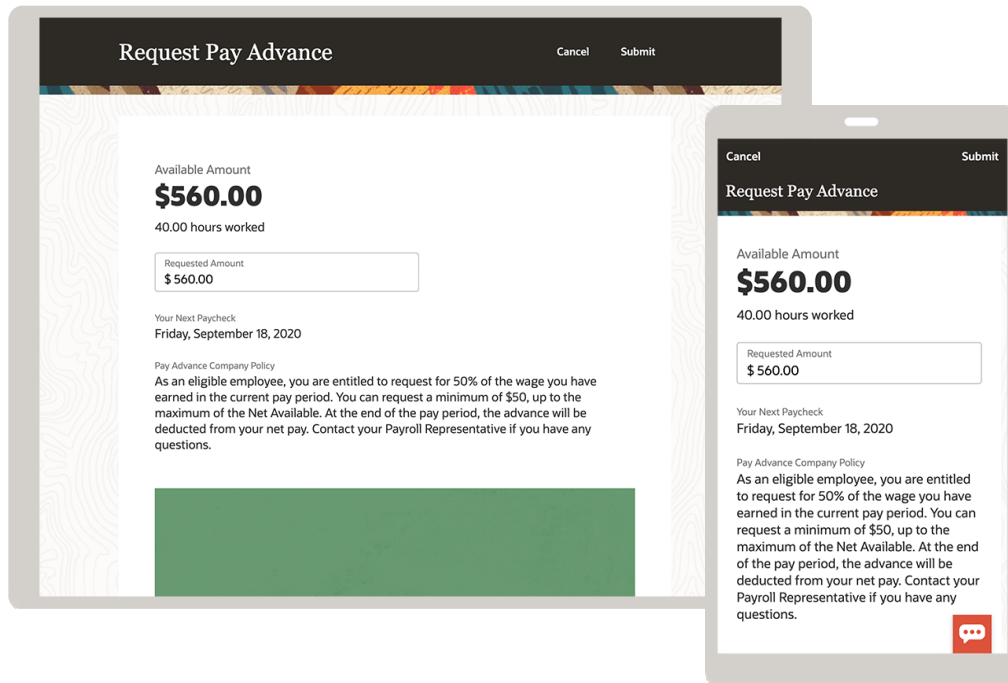 Request Pay Advance
Cancel
Submit
Available Amount
$560.00
40.00 hours worked
Requested Amount
$ 560.00
Your Next Paycheck
Friday, September 18, 2020
Pay Advance Company Policy
As an eligible employee, you are entitled to request for 50% of the wage you have
earned in the current pay period. You can request a minimum of $50, up to the
maximum of the Net Available. At the end of the pay period, the advance will be
deducted from your net pay. Contact your Payroll Representative if you have any
questions.
Cancel
Submit
Request Pay Advance
Available Amount
$560.00
40.00 hours worked
Requested Amount
$ 560.00
Your Next Paycheck
Friday, September 18, 2020
Pay Advance Company Policy
As an eligible employee, you are entitled
to request for 50% of the wage you have
earned in the current pay period. You can
request a minimum of $50, up to the
maximum of the Net Available. At the end
of the pay period, the advance will be
deducted from your net pay. Contact your
Payroll Representative if you have any
questions.